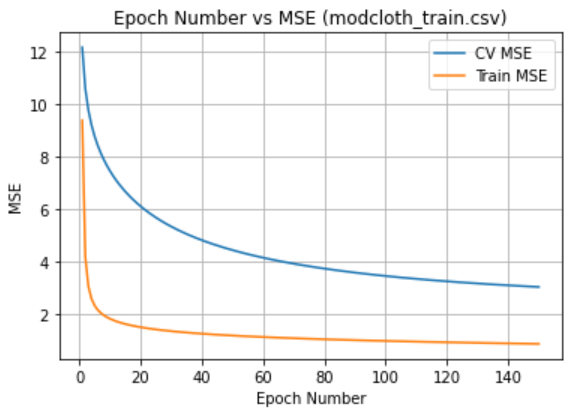 Epoch Number vs MSE (modcloth_train.csv)
CV MSE
Train MSE
MSE
12
10
8
6
4
2
0 20 40 60 80 100 120 140
Epoch Number